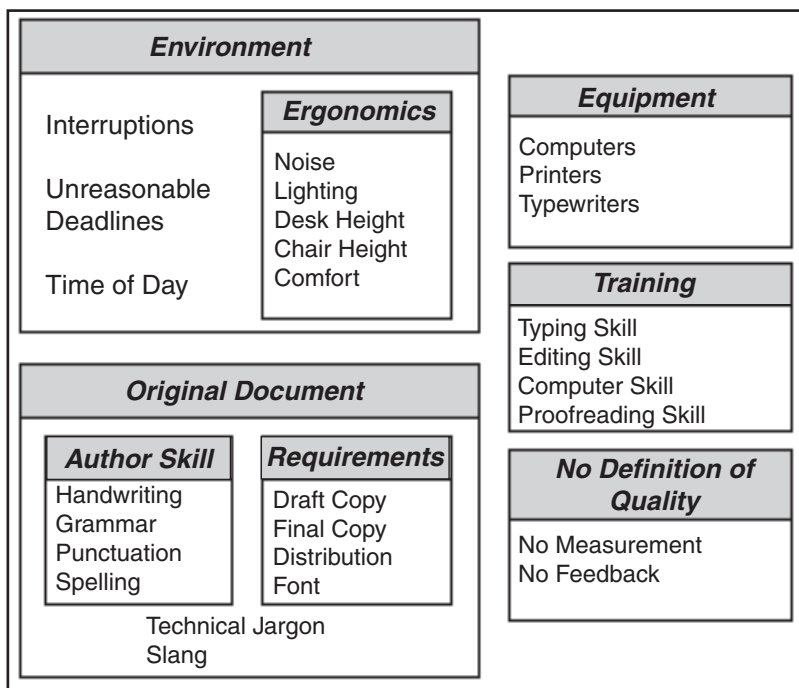 Environment
Interruptions
Unreasonable
Deadlines
Time of Day
Ergonomics
Noise
Lighting
Desk Height
Chair Height
Comfort
Original Document
Author Skill
Handwriting
Grammar
Punctuation
Spelling
Requirements
Draft Copy
Final Copy
Distribution
Font
Technical Jargon
Slang
Equipment
Computers
Printers
Typewriters
Training
Typing Skill
Editing Skill
Computer Skill
Proofreading Skill
No Definition of
Quality
No Measurement
No Feedback